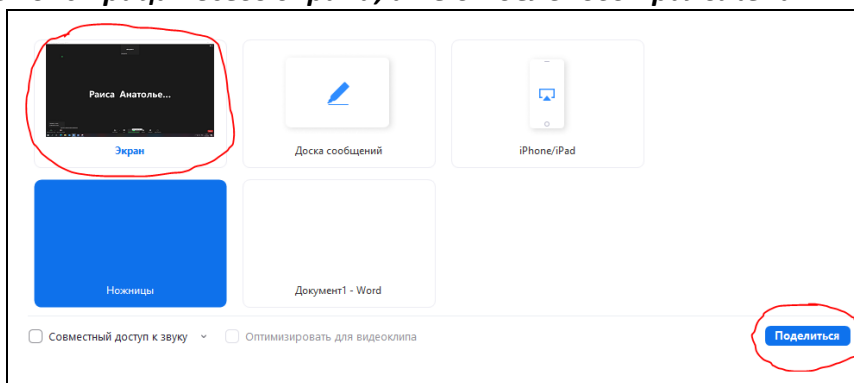 Раиса Анатолье...
Экран
Доска сообщений
iPhone/iPad
Ножницы
Документ1 - Word
Совместный доступ к звуку
Оптимизировать для видеоклипа
Поделиться